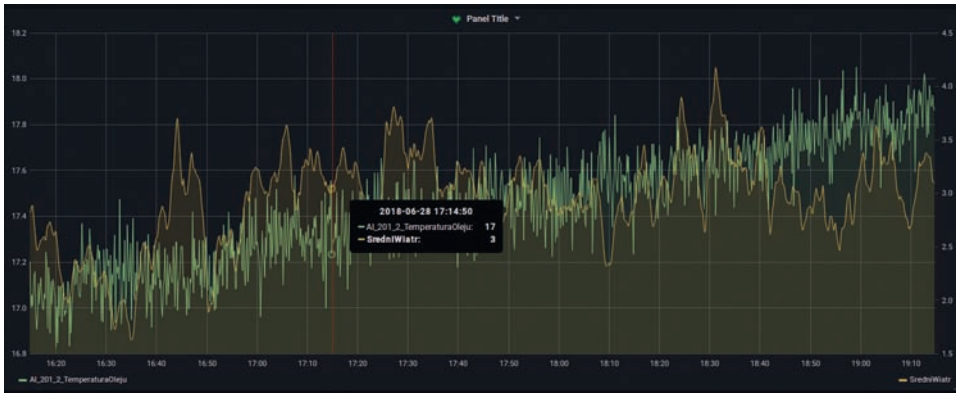 Panel Title
18.2
4.5
18.0
4.0
17.8
3.5
17.6
3.0
17.4
2.5
17.2
2.0
17.0
1.5
16.8
2018-06-28 17:14:50
AI_201_2_TemperaturaOleju: 17
SredniWiatr: 3
16:20 16:30 16:40 16:50 17:00 17:10 17:20 17:30 17:40 17:50 18:00 18:10 18:20 18:30 18:40 18:50 19:00 19:10
AI_201_2_TemperaturaOleju
SredniWiatr